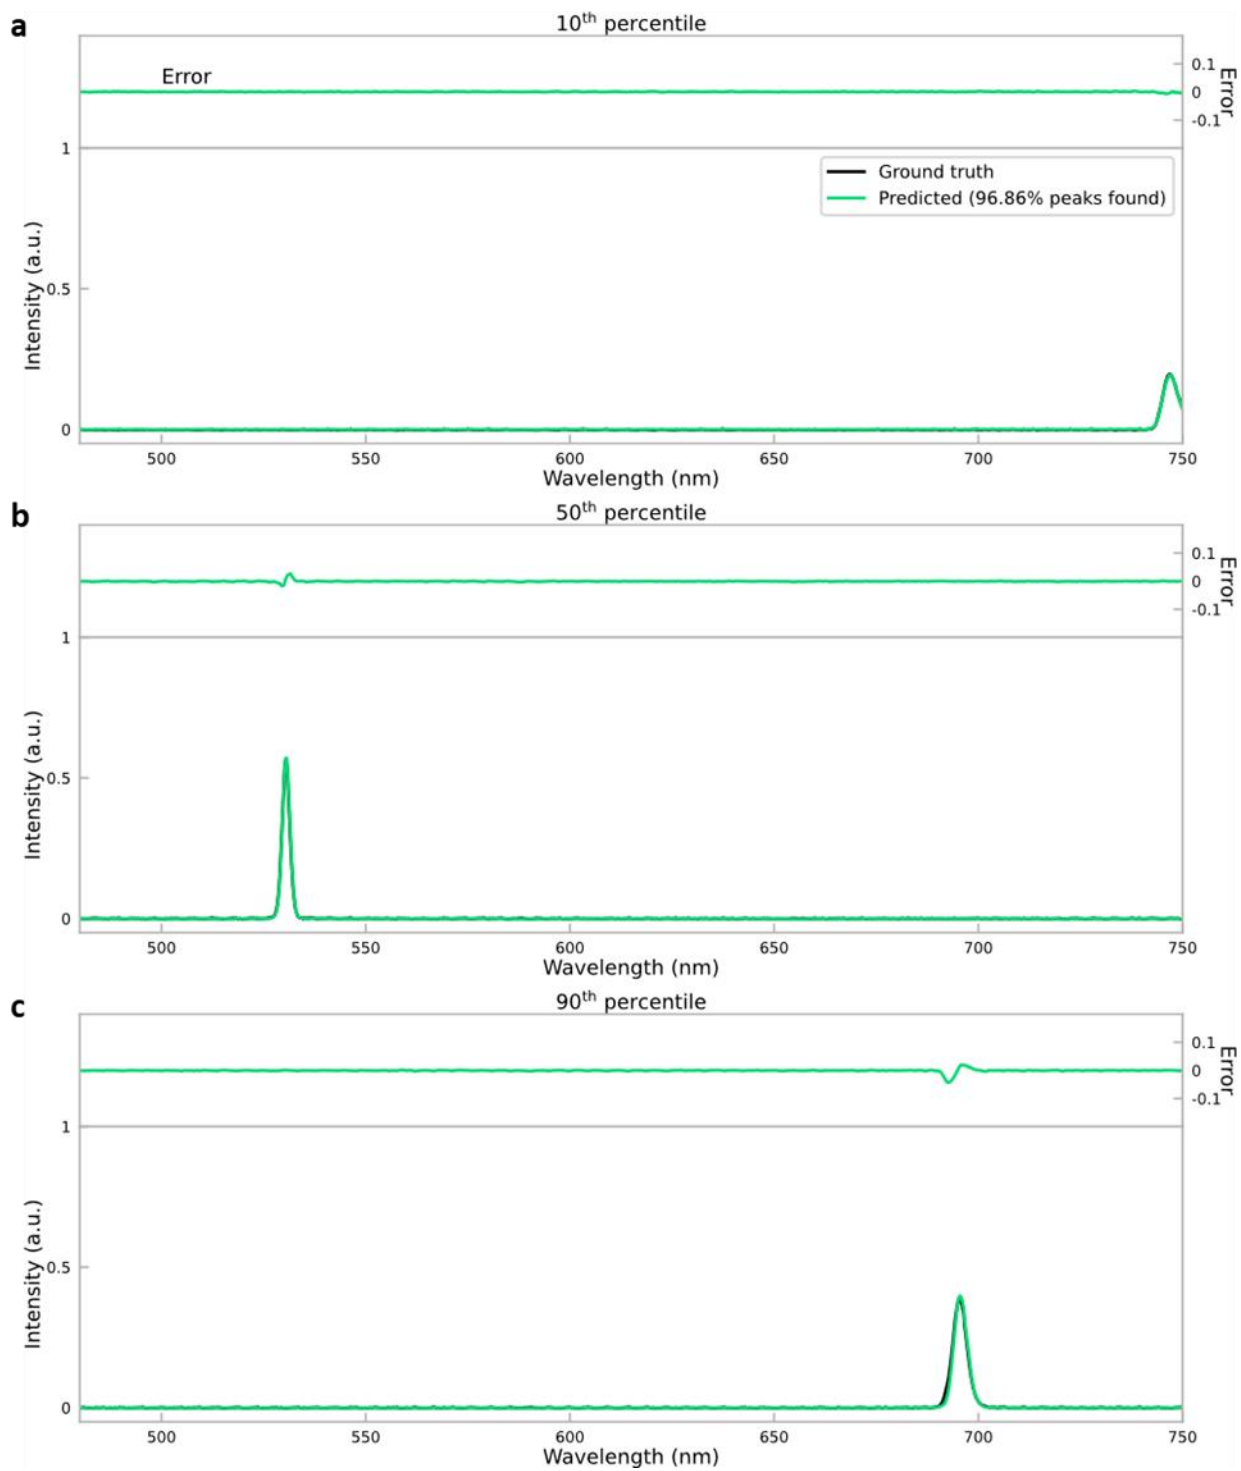 a
10th percentile
Error
0.1
0
-0.1
Error
1
0.5
0
Intensity (a.u.)
Ground truth
Predicted (96.86% peaks found)
500 550 600 650 700 750
Wavelength (nm)
b
50th percentile
0.1
0
-0.1
Error
1
0.5
0
Intensity (a.u.)
500 550 600 650 700 750
Wavelength (nm)
c
90th percentile
0.1
0
-0.1
Error
1
0.5
0
Intensity (a.u.)
500 550 600 650 700 750
Wavelength (nm)